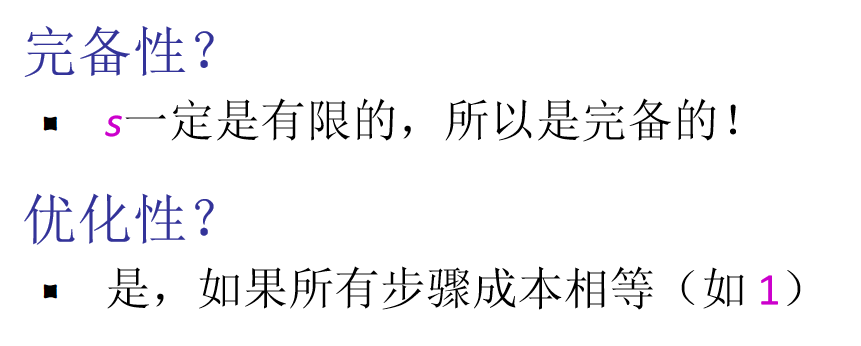 完备性？
▪ s一定是有限的，所以是完备的！
优化性？
▪ 是，如果所有步骤成本相等（如 1）